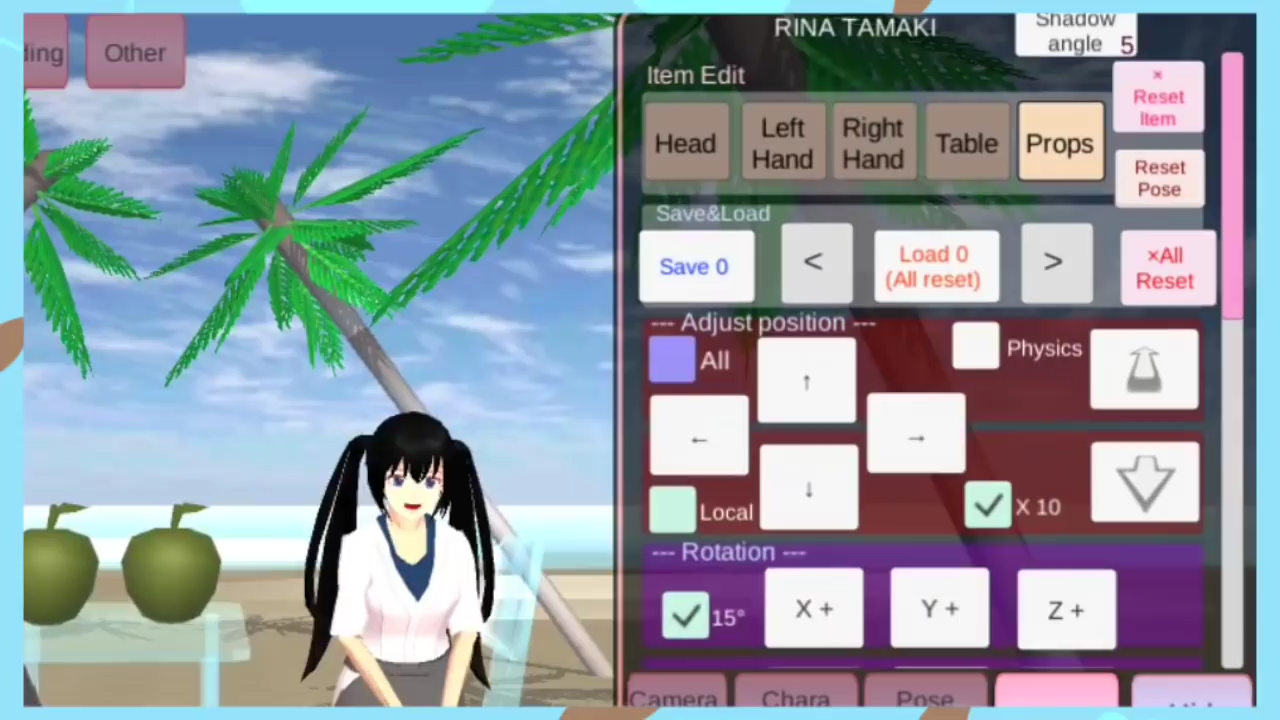 Other
RINA TAMAKI
Shadow
angle 5
Item Edit
×
Reset
Item
Head
Left
Hand
Right
Hand
Table
Props
Reset
Pose
Save&Load
Save 0
<
Load 0
(All reset)
>
×All
Reset
--- Adjust position ---
All
↑
Physics
←
→
Local
↓
X 10
--- Rotation ---
15°
X +
Y +
Z +
Camera
Chara
Pose